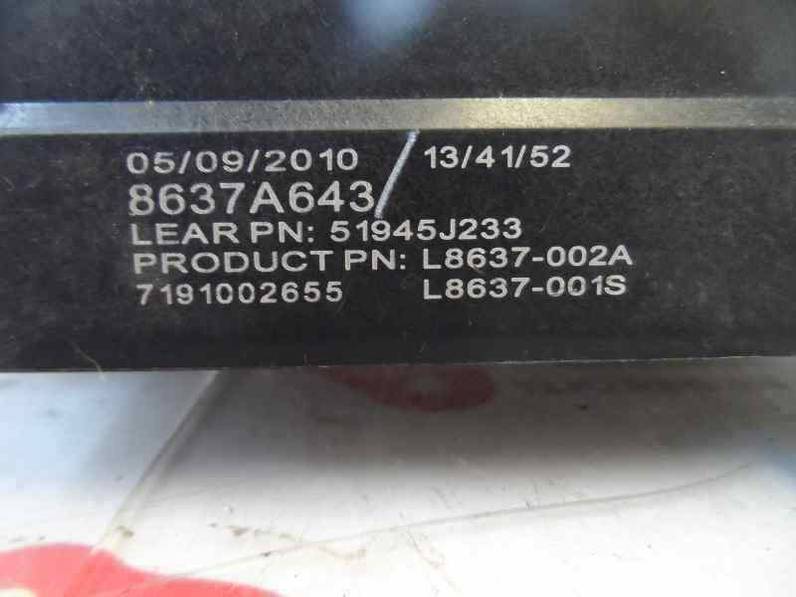 05/09/2010 13/41/52
8637A643
LEAR PN: 51945J233
PRODUCT PN: L8637-002A
7191002655 L8637-001S